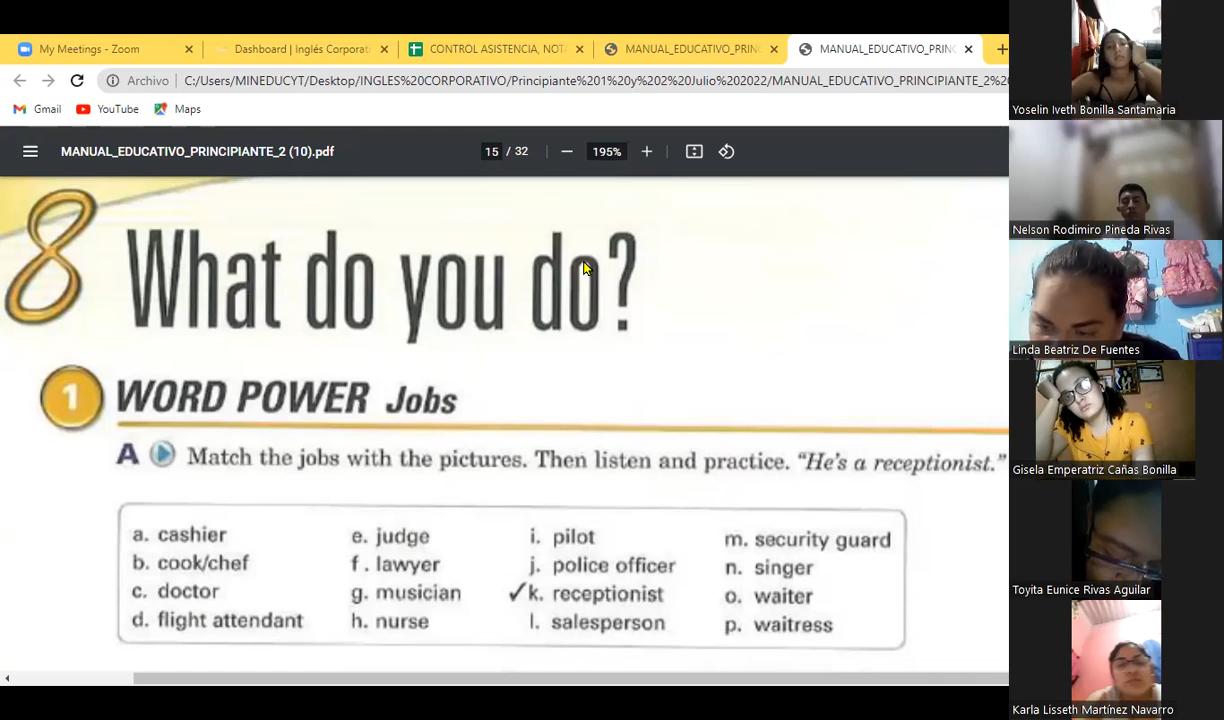 My Meetings - Zoom
Dashboard | Inglés Corporat
CONTROL ASISTENCIA, NOT
MANUAL_EDUCATIVO_PRIN
MANUAL_EDUCATIVO_PRINC
Archivo
C:/Users/MINEDUCYT/Desktop/INGLES%20CORPORATIVO/Principiante%201%20y%202%20Julio%202022/MANUAL_EDUCATIVO_PRINCIPIANTE_2%20
Gmail
YouTube
Maps
MANUAL_EDUCATIVO_PRINCIPIANTE_2 (10).pdf
15 / 32
195%
8 What do you do?
1 WORD POWER Jobs
A Match the jobs with the pictures. Then listen and practice. “He’s a receptionist.”
a. cashier
b. cook/chef
c. doctor
d. flight attendant
e. judge
f. lawyer
g. musician
h. nurse
i. pilot
j. police officer
✓k. receptionist
l. salesperson
m. security guard
n. singer
o. waiter
p. waitress
Yoselin Iveth Bonilla Santamaria
Nelson Rodimiro Pineda Rivas
Linda Beatriz De Fuentes
Gisela Emperatriz Cañas Bonilla
Toyita Eunice Rivas Aguilar
Karla Lisseth Martínez Navarro